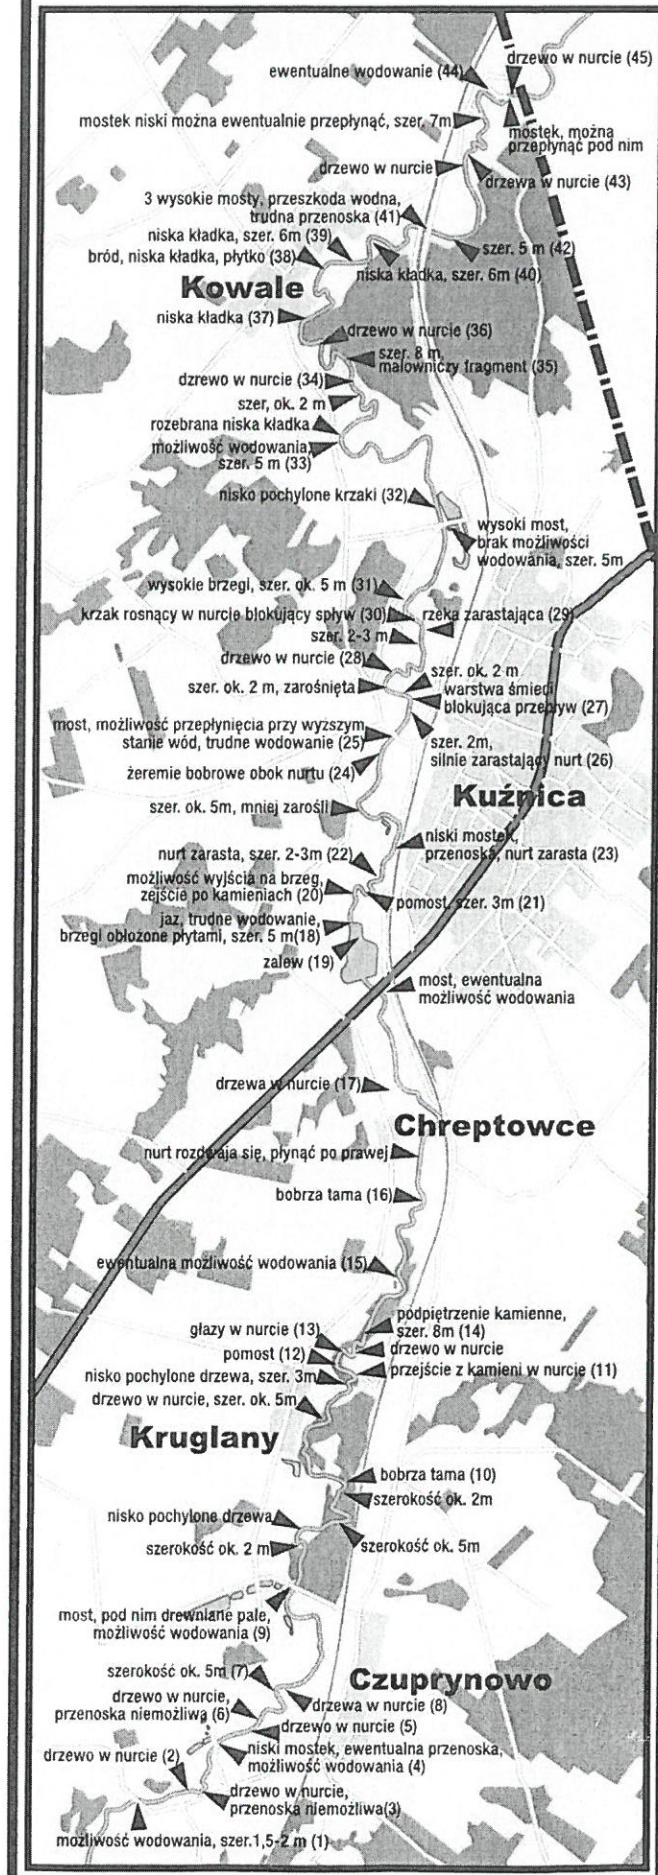 drzewo w nurcie (45)
ewentualne wodowanie (44)
mostek niski można ewentualnie przepłynąć, szer. 7m
mostek, można
przepłynąć pod nim
drzewo w nurcie
drzewa w nurcie (43)
3 wysokie mosty, przeszkoda wodna,
trudna przenoska (41)
niska kładka, szer. 6m (39)
szer. 5 m (42)
bród, niska kładka, płytko (38)
niska kładka, szer. 6m (40)
Kowale
niska kładka (37)
drzewo w nurcie (36)
szer. 8 m,
malowniczy fragment (35)
dzrewo w nurcie (34)
szer, ok. 2 m
rozebrana niska kładka
możliwość wodowania,
szer. 5 m (33)
nisko pochylone krzaki (32)
wysoki most,
brak możliwości
wodowania, szer. 5m
wysokie brzegi, szer. ok. 5 m (31)
krzak rosnący w nurcie blokujący spływ (30)
rzeka zarastająca (29)
szer. 2-3 m
drzewo w nurcie (28)
szer. ok. 2 m
szer. ok. 2 m, zarośnięta
warstwa śmieci
blokująca przepływ (27)
most, możliwość przepłynięcia przy wyższym
stanie wód, trudne wodowanie (25)
szer. 2m,
silnie zarastający nurt (26)
żeremie bobrowe obok nurtu (24)
Kuźnica
szer. ok. 5m, mniej zarośli
niski mostek,
przenoska, nurt zarasta (23)
nurt zarasta, szer. 2-3m (22)
możliwość wyjścia na brzeg,
zejście po kamieniach (20)
pomost, szer. 3m (21)
jaz, trudne wodowanie,
brzegi obłożone płytami, szer. 5 m(18)
zalew (19)
most, ewentualna
możliwość wodowania
drzewa w nurcie (17)
Chreptowce
nurt rozdwaja się, płynąć po prawej
bobrza tama (16)
ewentualna możliwość wodowania (15)
podpiętrzenie kamienne,
szer. 8m (14)
głazy w nurcie (13)
drzewo w nurcie
pomost (12)
przejście z kamieni w nurcie (11)
nisko pochylone drzewa, szer. 3m
drzewo w nurcie, szer. ok. 5m
Kruglany
bobrza tama (10)
szerokość ok. 2m
nisko pochylone drzewa
szerokość ok. 2 m
szerokość ok. 5m
most, pod nim drewniane pale,
możliwość wodowania (9)
szerokość ok. 5m (7)
Czuprynowo
drzewo w nurcie,
przenoska niemożliwa (6)
drzewa w nurcie (8)
drzewo w nurcie (5)
drzewo w nurcie (2)
niski mostek, ewentualna przenoska,
możliwość wodowania (4)
drzewo w nurcie,
przenoska niemożliwa(3)
możliwość wodowania, szer.1,5-2 m (1)